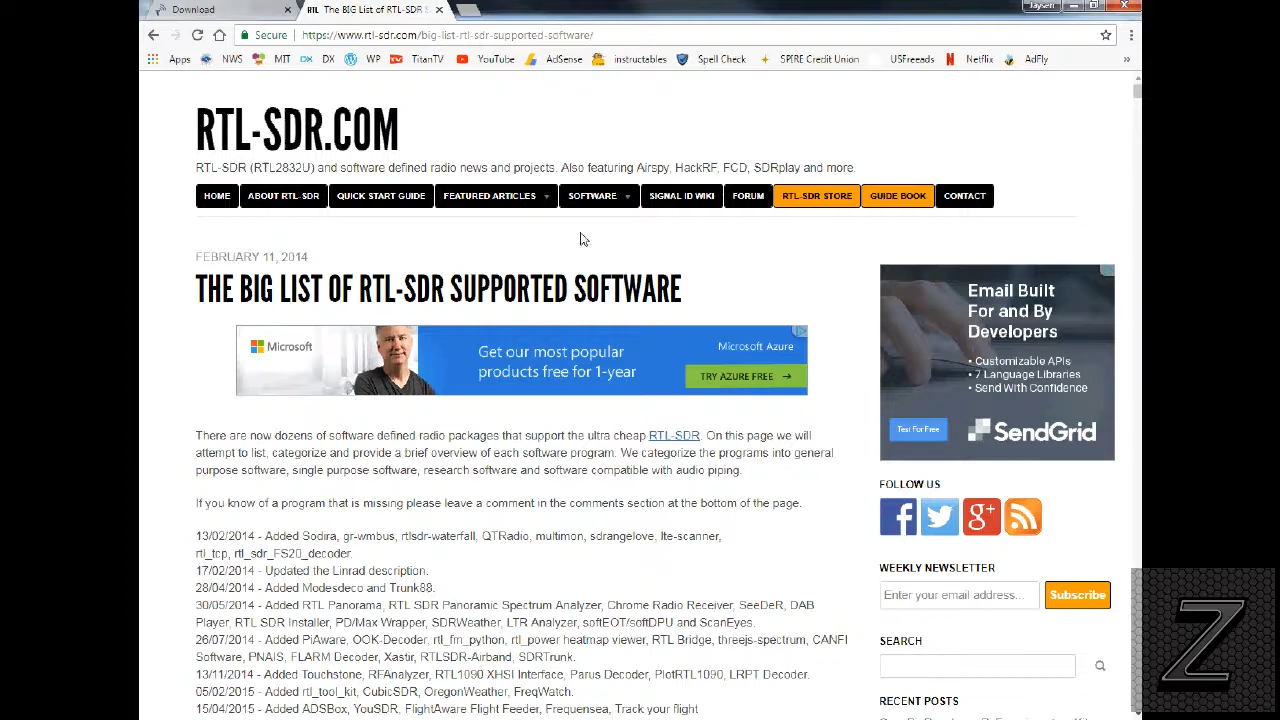 Download
RTL The BIG List of RTL-SDR S
Jaysen
Secure
https://www.rtl-sdr.com/big-list-rtl-sdr-supported-software/
Apps NWS MIT DX WP TitanTV YouTube AdSense instructables Spell Check SPIRE Credit Union USFreeads Netflix AdFly »
RTL-SDR.COM
RTL-SDR (RTL2832U) and software defined radio news and projects. Also featuring Airspy, HackRF, FCD, SDRplay and more.
HOME ABOUT RTL-SDR QUICK START GUIDE FEATURED ARTICLES SOFTWARE SIGNAL ID WIKI FORUM RTL-SDR STORE GUIDE BOOK CONTACT
FEBRUARY 11, 2014
THE BIG LIST OF RTL-SDR SUPPORTED SOFTWARE
Microsoft
Get our most popular
products free for 1-year
Microsoft Azure
TRY AZURE FREE →
There are now dozens of software defined radio packages that support the ultra cheap RTL-SDR. On this page we will
attempt to list, categorize and provide a brief overview of each software program. We categorize the programs into general
purpose software, single purpose software, research software and software compatible with audio piping.
If you know of a program that is missing please leave a comment in the comments section at the bottom of the page.
13/02/2014 - Added Sodira, gr-wmbus, rtlsdr-waterfall, QTRadio, multimon, sdrangelove, lte-scanner,
rtl_tcp, rtl_sdr_FS20_decoder.
17/02/2014 - Updated the Linrad description.
28/04/2014 - Added Modesdeco and Trunk88.
30/05/2014 - Added RTL Panorama, RTL SDR Panoramic Spectrum Analyzer, Chrome Radio Receiver, SeeDeR, DAB
Player, RTL SDR Installer, PD/Max Wrapper, SDRWeather, LTR Analyzer, softEOT/softDPU and ScanEyes.
26/07/2014 - Added PiAware, OOK-Decoder, rtl_fm_python, rtl_power heatmap viewer, RTL Bridge, threejs-spectrum, CANFI
Software, PNAIS, FLARM Decoder, Xastir, RTLSDR-Airband, SDRTrunk.
13/11/2014 - Added Touchstone, RFAnalyzer, RTL1090 XHSI Interface, Parus Decoder, PlotRTL1090, LRPT Decoder.
05/02/2015 - Added rtl_tool_kit, CubicSDR, OregonWeather, FreqWatch.
15/04/2015 - Added ADSBox, YouSDR, FlightAware Flight Feeder, Frequensea, Track your flight
Email Built
For and By
Developers
• Customizable APIs
• 7 Language Libraries
• Send With Confidence
Test For Free
SendGrid
FOLLOW US
WEEKLY NEWSLETTER
Enter your email address...
Subscribe
SEARCH
RECENT POSTS
Z